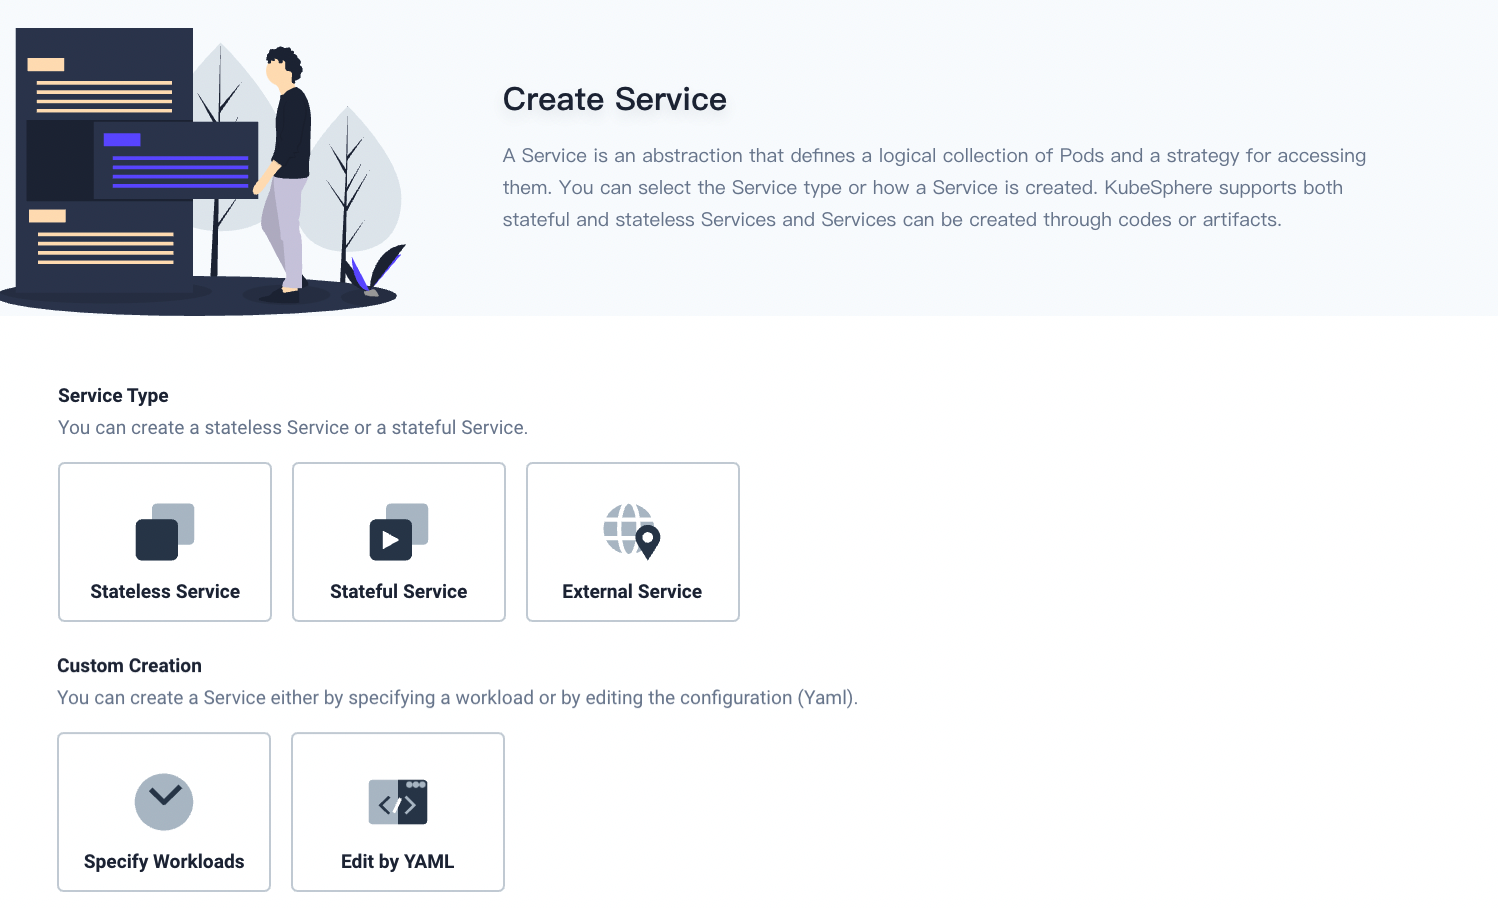 Create Service
A Service is an abstraction that defines a logical collection of Pods and a strategy for accessing
them. You can select the Service type or how a Service is created. KubeSphere supports both
stateful and stateless Services and Services can be created through codes or artifacts.
Service Type
You can create a stateless Service or a stateful Service.
Stateless Service
Stateful Service
External Service
Custom Creation
You can create a Service either by specifying a workload or by editing the configuration (Yaml).
Specify Workloads
Edit by YAML